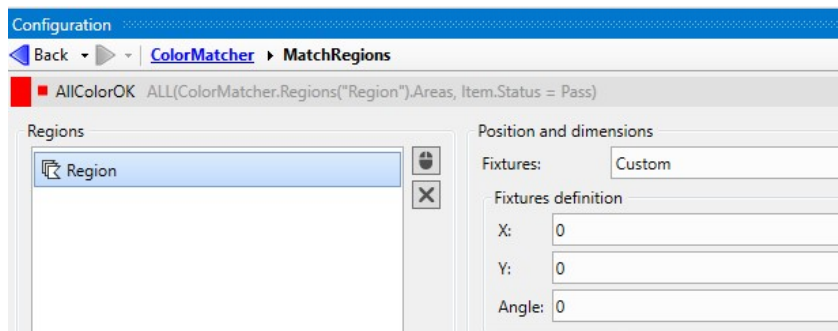 Configuration
Back ColorMatcher MatchRegions
AllColorOK ALL(ColorMatcher.Regions("Region").Areas, Item.Status = Pass)
Regions
Region
Position and dimensions
Fixtures: Custom
Fixtures definition
X: 0
Y: 0
Angle: 0